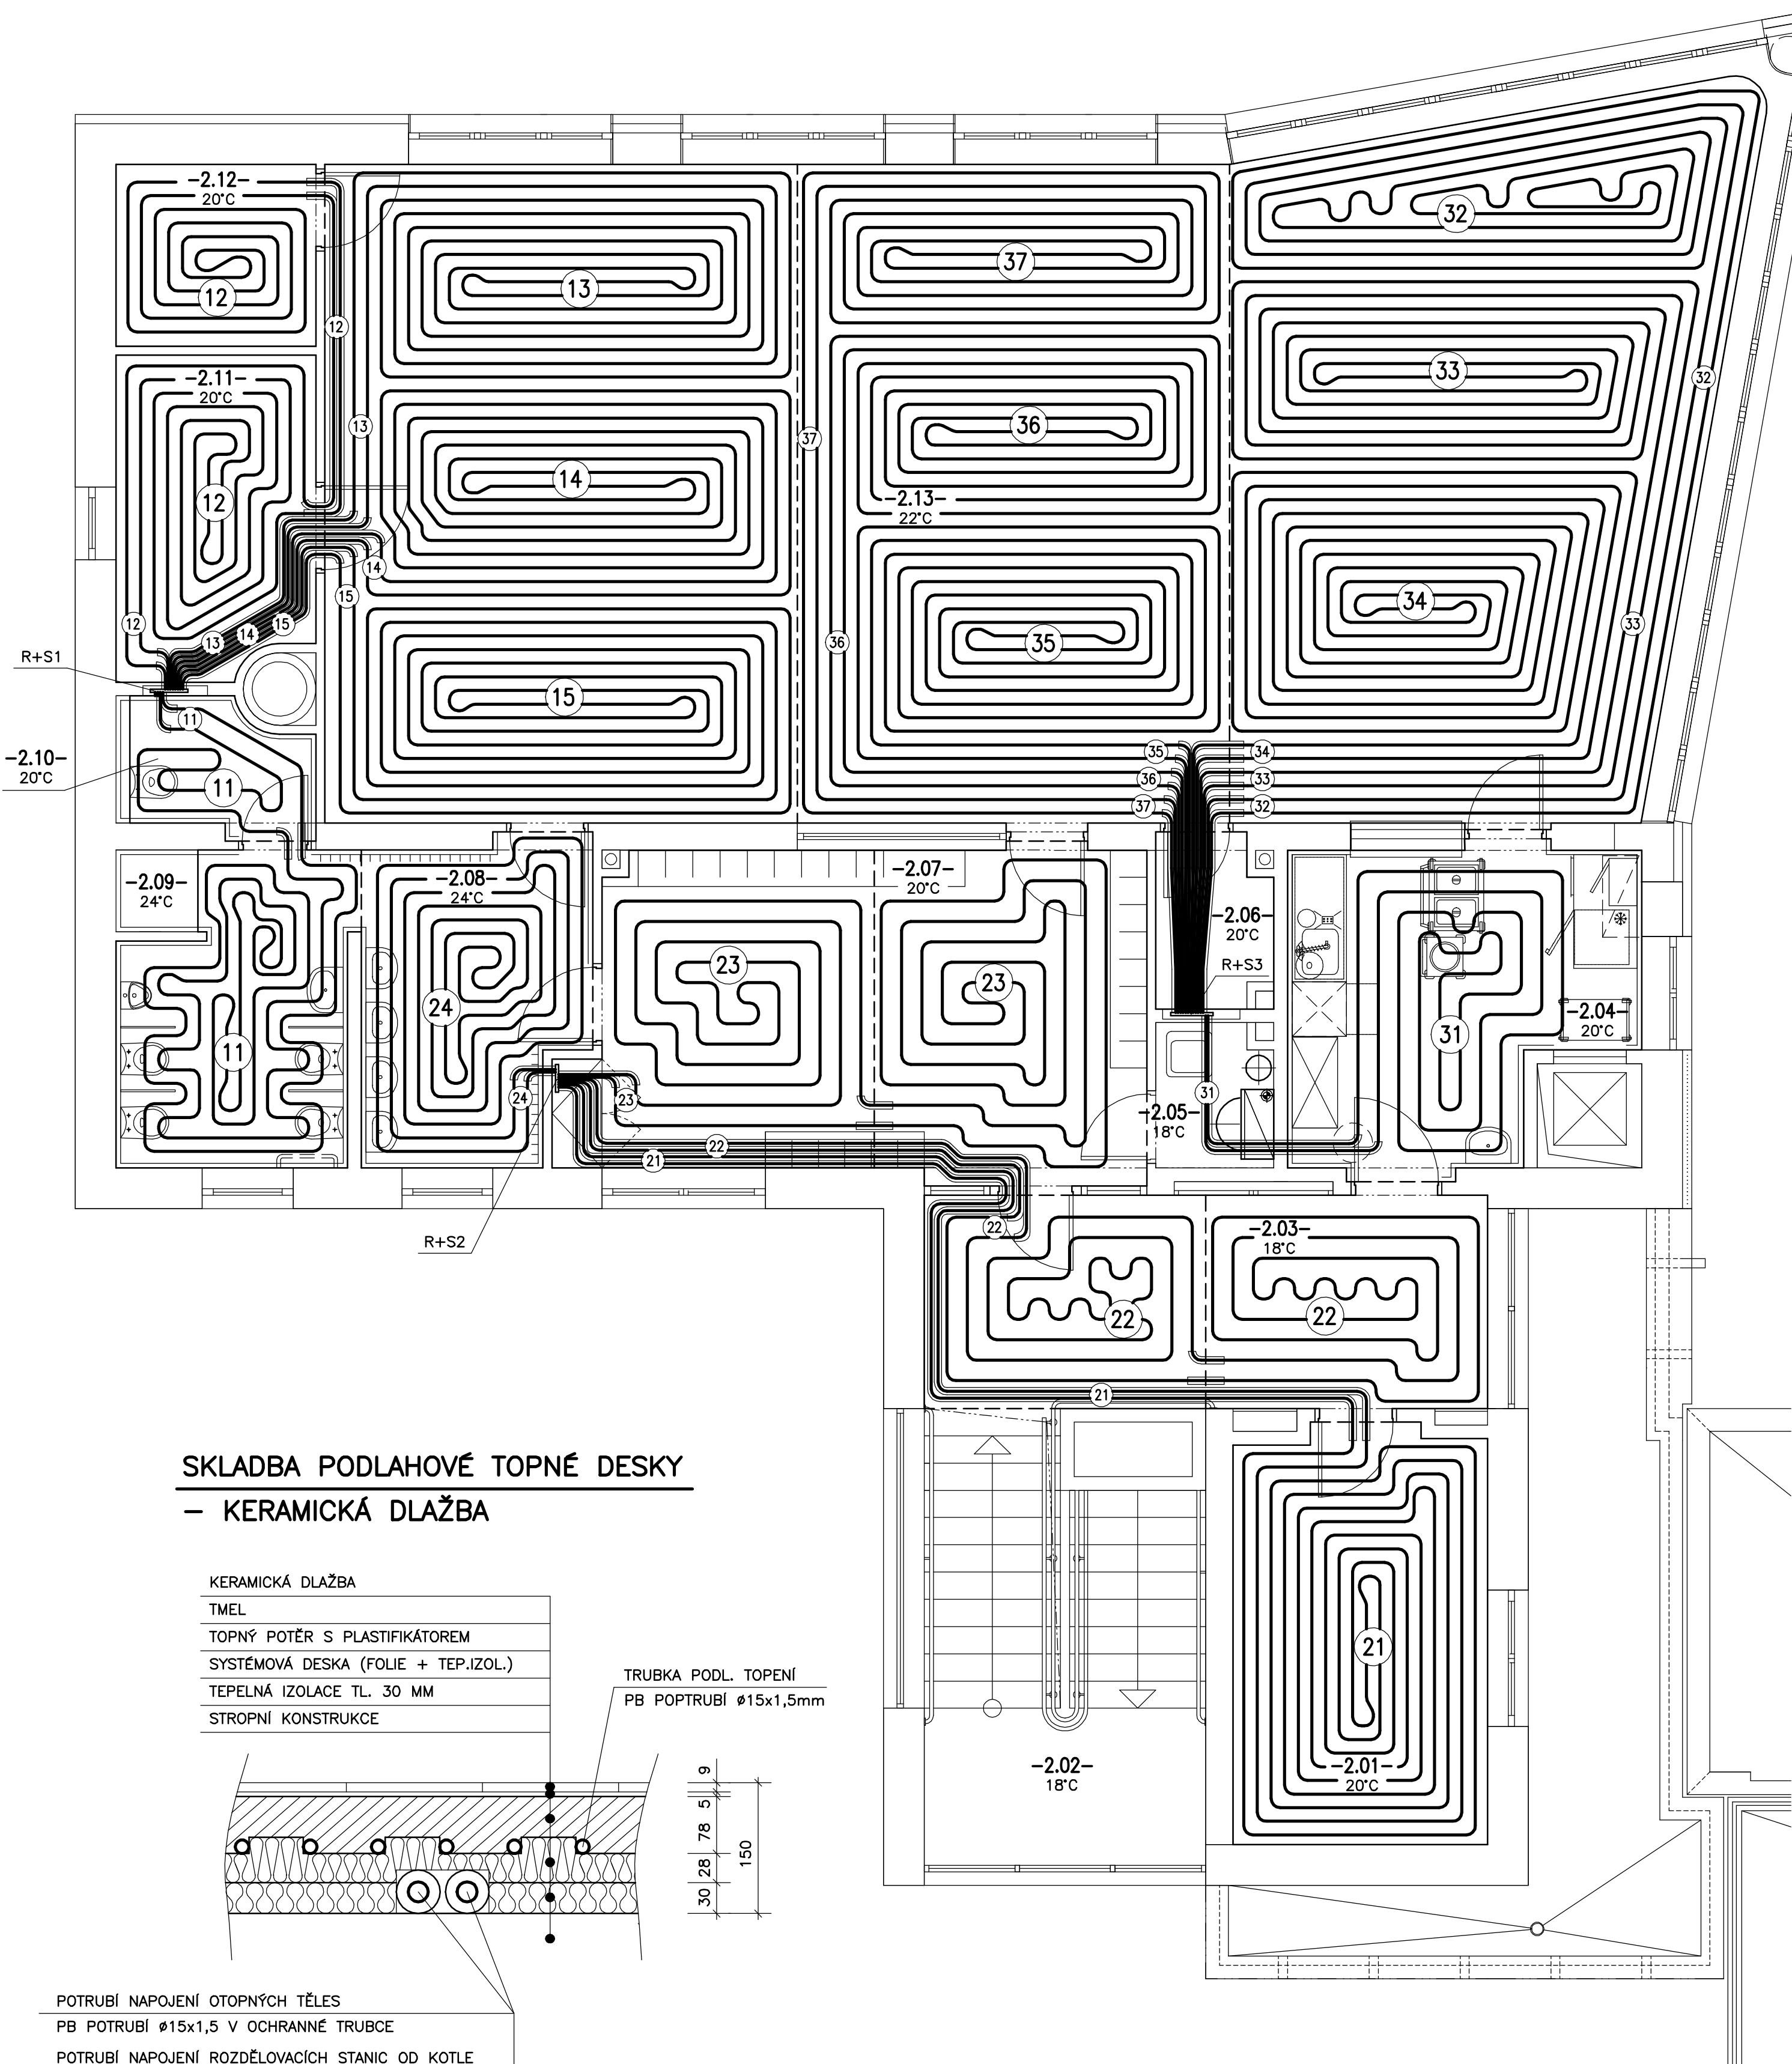 -2.12-
20°C
12
13
37
32
12
-2.11-
20°C
33
32
36
13
37
14
12
-2.13-
22°C
14
15
34
12
15
14
13
36
35
33
R+S1
15
11
35
34
-2.10-
20°C
11
36
33
37
32
-2.09-
24°C
-2.08-
24°C
-2.07-
20°C
-2.06-
20°C
R+S3
23
23
24
11
31
-2.04-
20°C
24
23
31
-2.05-
18°C
22
21
R+S2
22
-2.03-
18°C
22
22
21
SKLADBA PODLAHOVÉ TOPNÉ DESKY
– KERAMICKÁ DLAŽBA
KERAMICKÁ DLAŽBA
TMEL
TOPNÝ POTĚR S PLASTIFIKÁTOREM
SYSTÉMOVÁ DESKA (FOLIE + TEP.IZOL.)
TEPELNÁ IZOLACE TL. 30 MM
STROPNÍ KONSTRUKCE
TRUBKA PODL. TOPENÍ
PB POPTRUBÍ ø15x1,5mm
21
-2.02-
18°C
-2.01-
20°C
9
5
78
28
30
150
POTRUBÍ NAPOJENÍ OTOPNÝCH TĚLES
PB POTRUBÍ ø15x1,5 V OCHRANNÉ TRUBCE
POTRUBÍ NAPOJENÍ ROZDĚLOVACÍCH STANIC OD KOTLE